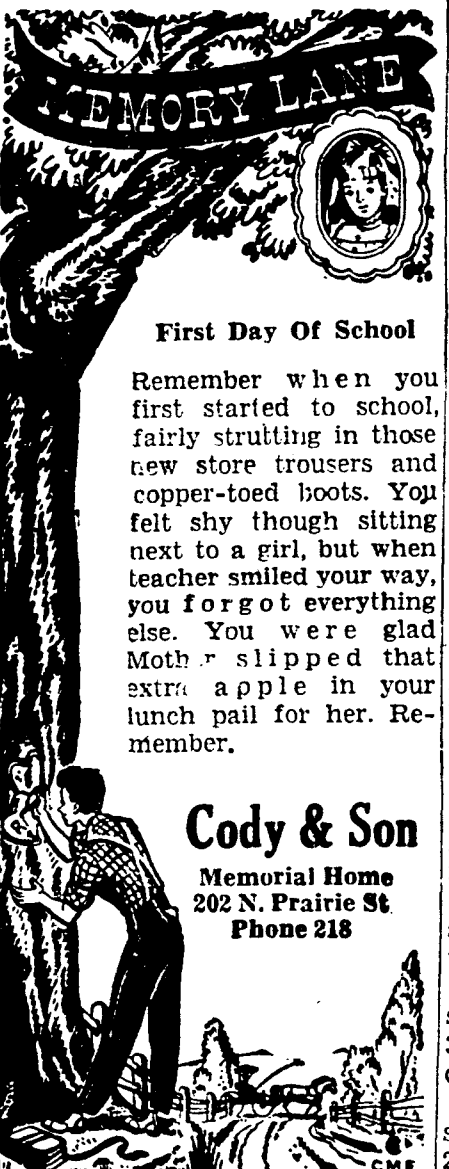 MEMORY LANE
First Day Of School
Remember when you
first started to school,
fairly strutting in those
new store trousers and
copper-toed boots. You
felt shy though sitting
next to a girl, but when
teacher smiled your way,
you forgot everything
else. You were glad
Mother slipped that
extra apple in your
lunch pail for her. Re-
member.
Cody & Son
Memorial Home
202 N. Prairie St.
Phone 218